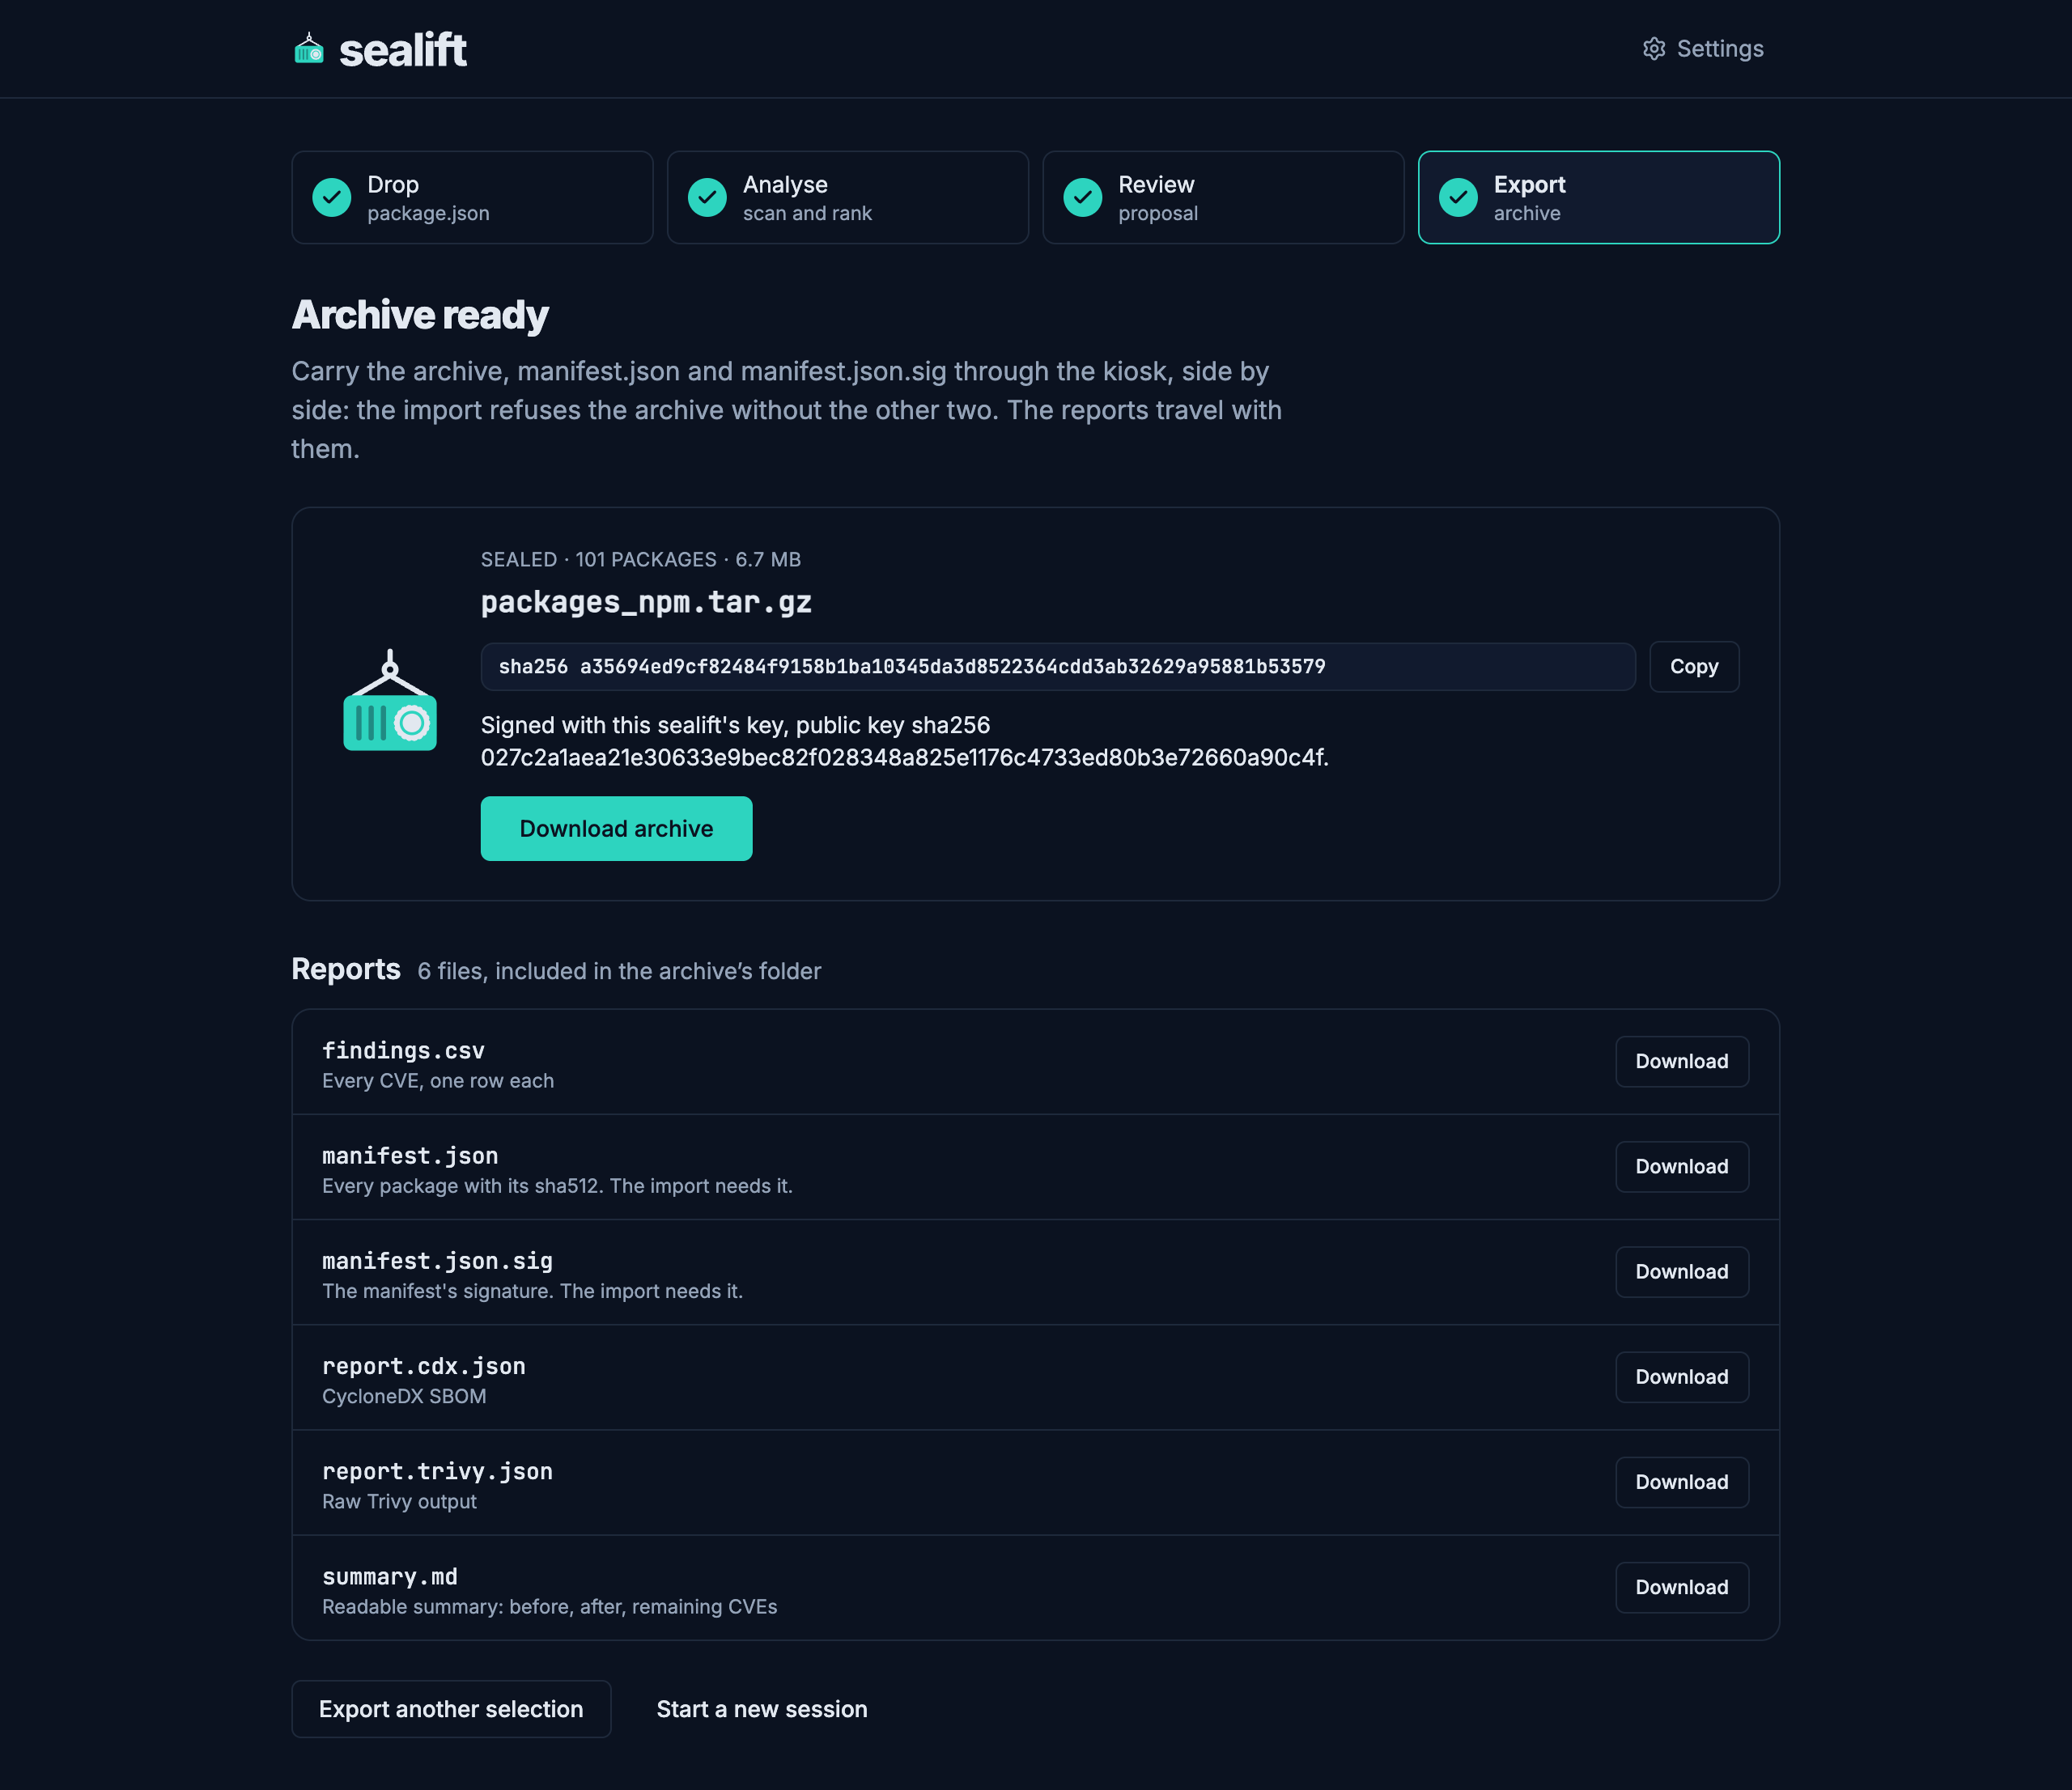 sealift
Settings
Drop
package.json
Analyse
scan and rank
Review
proposal
Export
archive
Archive ready
Carry the archive, manifest.json and manifest.json.sig through the kiosk, side by
side: the import refuses the archive without the other two. The reports travel with
them.
SEALED · 101 PACKAGES · 6.7 MB
packages_npm.tar.gz
sha256 a35694ed9cf82484f9158b1ba10345da3d8522364cdd3ab32629a95881b53579
Copy
Signed with this sealift's key, public key sha256
027c2a1aea21e30633e9bec82f028348a825e1176c4733ed80b3e72660a90c4f.
Download archive
Reports 6 files, included in the archive’s folder
findings.csv
Every CVE, one row each
Download
manifest.json
Every package with its sha512. The import needs it.
Download
manifest.json.sig
The manifest's signature. The import needs it.
Download
report.cdx.json
CycloneDX SBOM
Download
report.trivy.json
Raw Trivy output
Download
summary.md
Readable summary: before, after, remaining CVEs
Download
Export another selection
Start a new session